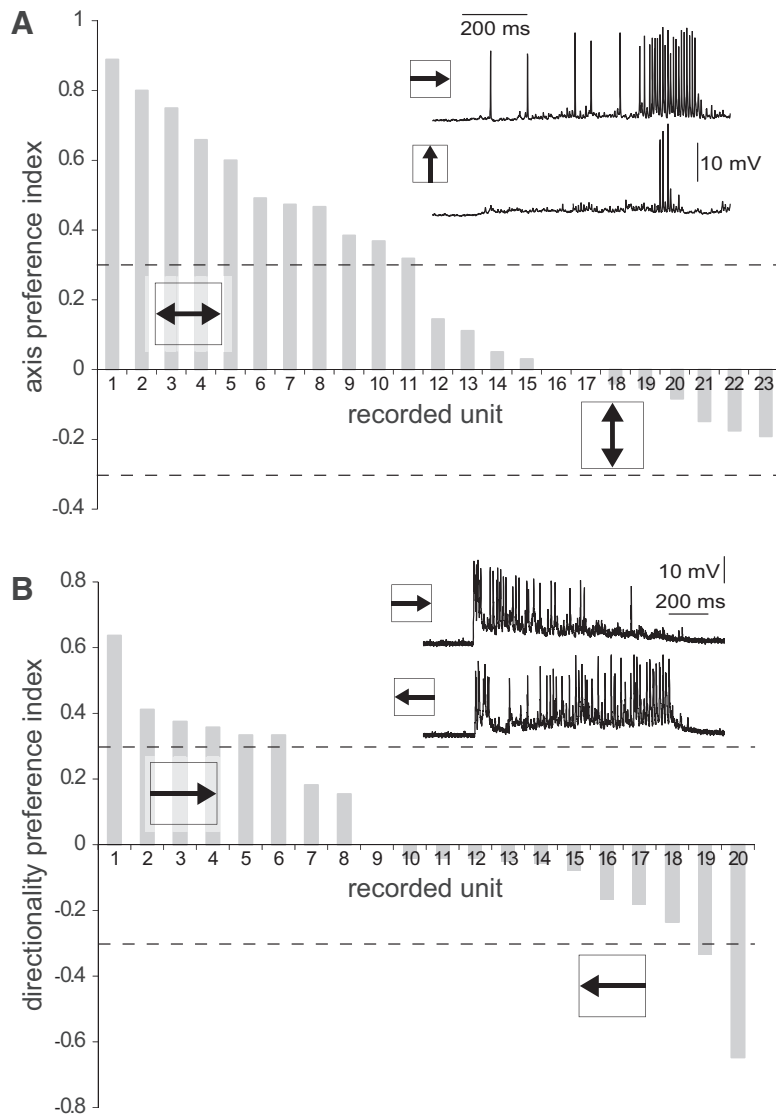 A
1
0.8
0.6
0.4
0.2
0
-0.2
-0.4
axis preference index
200 ms
10 mV
1 2 3 4 5 6 7 8 9 10 11 12 13 14 15 16 17 18 19 20 21 22 23
recorded unit
B
0.8
0.6
0.4
0.2
0
-0.2
-0.4
-0.6
-0.8
directionality preference index
10 mV
200 ms
1 2 3 4 5 6 7 8 9 10 11 12 13 14 15 16 17 18 19 20
recorded unit